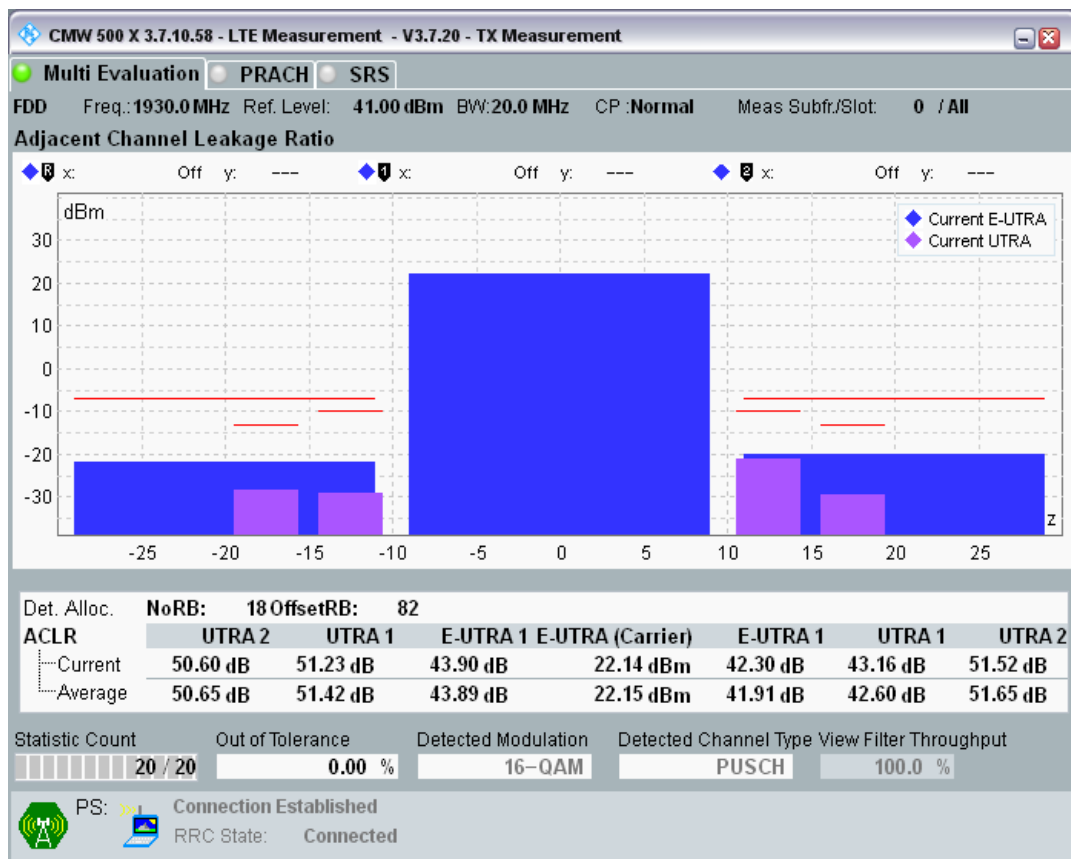 CMW 500 X 3.7.10.58 - LTE Measurement - V3.7.20 - TX Measurement
Multi Evaluation PRACH SRS
FDD Freq.:1930.0 MHz Ref. Level: 41.00 dBm BW:20.0 MHz CP :Normal Meas Subfr./Slot: 0 / All
Adjacent Channel Leakage Ratio
R x: Off y: --- 1 x: Off y: --- 2 x: Off y: ---
dBm
Current E-UTRA
Current UTRA
30
20
10
0
-10
-20
-30
z
-25 -20 -15 -10 -5 0 5 10 15 20 25
Det. Alloc. NoRB: 18 OffsetRB: 82
ACLR UTRA 2 UTRA 1 E-UTRA 1 E-UTRA (Carrier) E-UTRA 1 UTRA 1 UTRA 2
Current 50.60 dB 51.23 dB 43.90 dB 22.14 dBm 42.30 dB 43.16 dB 51.52 dB
Average 50.65 dB 51.42 dB 43.89 dB 22.15 dBm 41.91 dB 42.60 dB 51.65 dB
Statistic Count Out of Tolerance Detected Modulation Detected Channel Type View Filter Throughput
20 / 20 0.00 % 16-QAM PUSCH 100.0 %
PS: Connection Established
RRC State: Connected